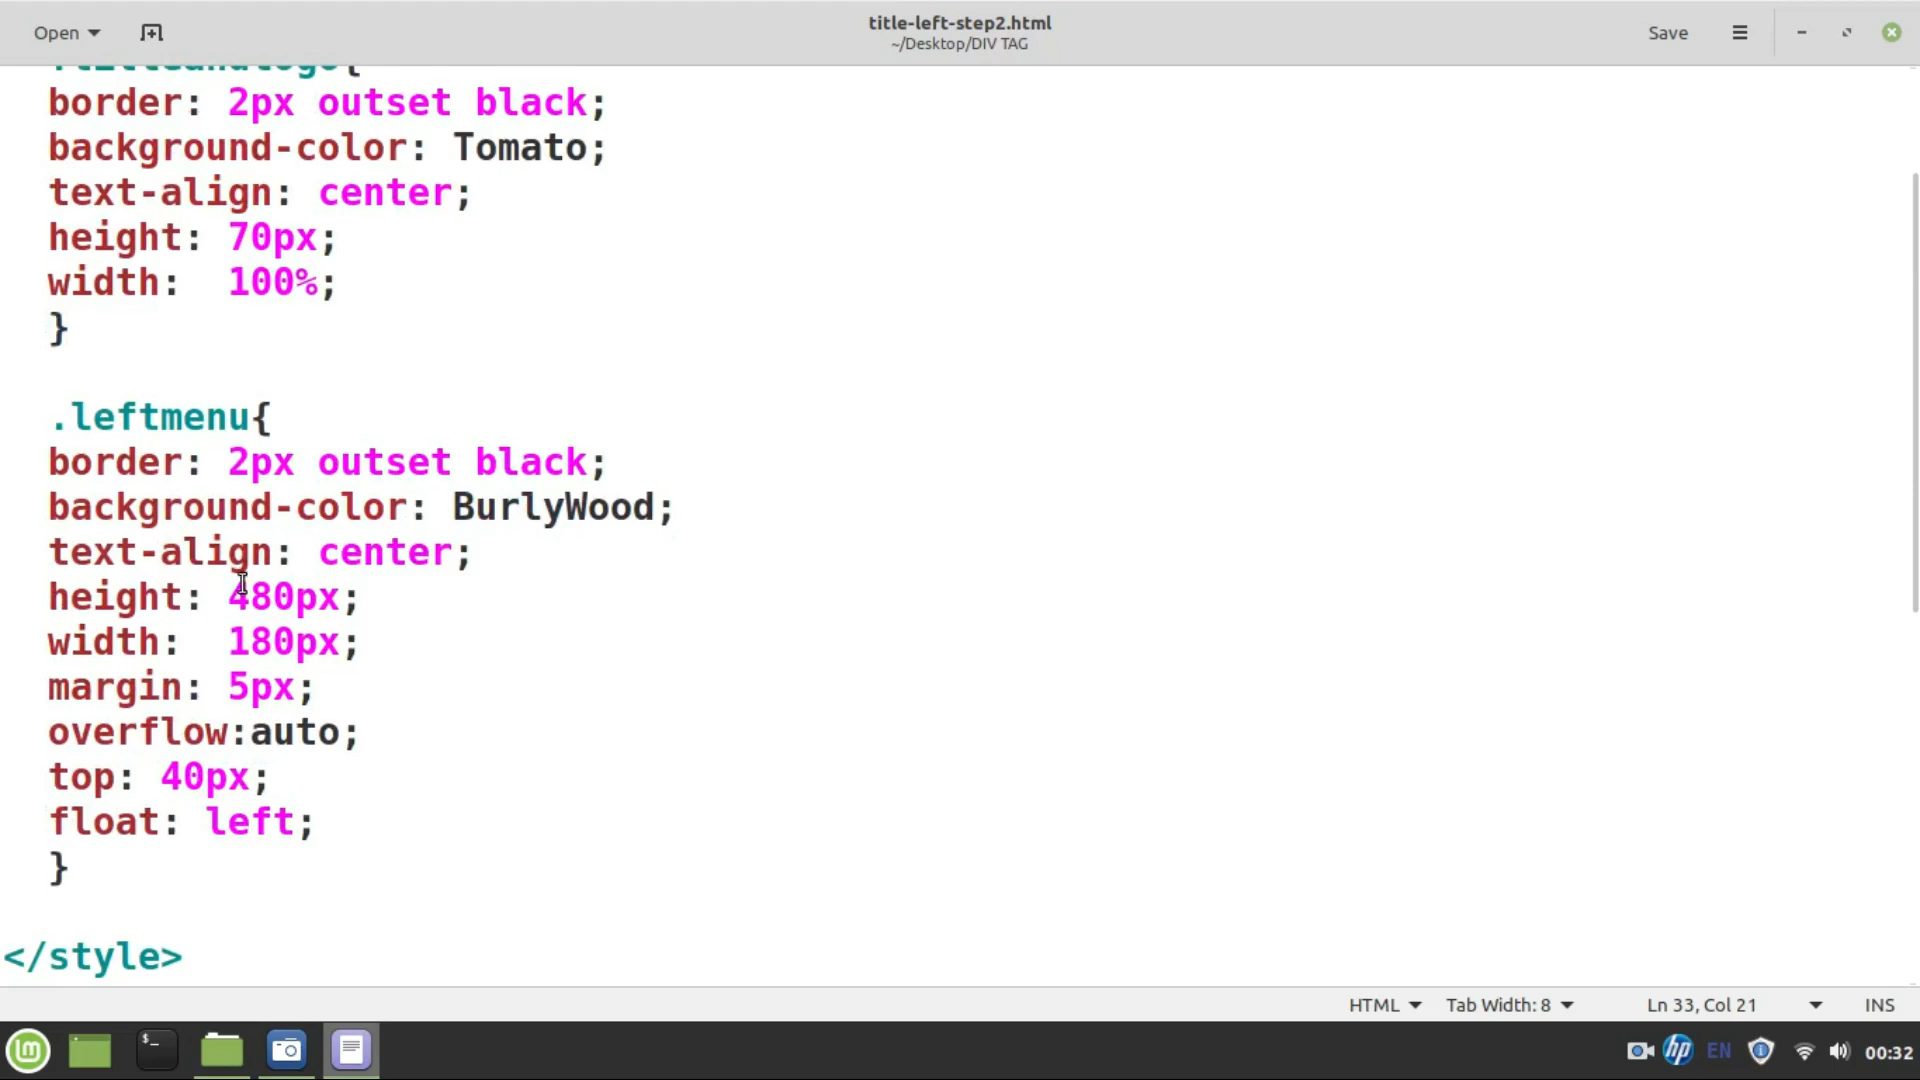 Open
title-left-step2.html
~/Desktop/DIV TAG
Save
.titleandlogo{
border: 2px outset black;
background-color: Tomato;
text-align: center;
height: 70px;
width:  100%;
}
.leftmenu{
border: 2px outset black;
background-color: BurlyWood;
text-align: center;
height: 480px;
width:  180px;
margin: 5px;
overflow:auto;
top: 40px;
float: left;
}
</style>
HTML
Tab Width: 8
Ln 33, Col 21
INS
$_
hp
EN
00:32